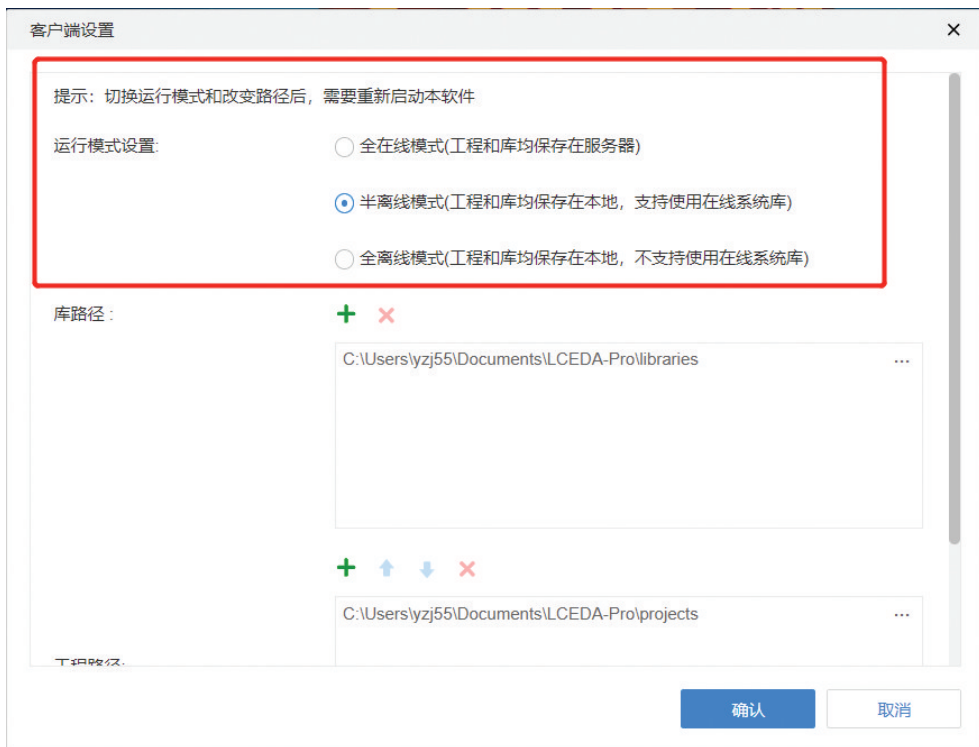 客户端设置
提示：切换运行模式和改变路径后，需要重新启动本软件
运行模式设置:
全在线模式(工程和库均保存在服务器)
半离线模式(工程和库均保存在本地，支持使用在线系统库)
全离线模式(工程和库均保存在本地，不支持使用在线系统库)
库路径 :
C:\Users\yzj55\Documents\LCEDA-Pro\libraries
...
C:\Users\yzj55\Documents\LCEDA-Pro\projects
...
工程路径:
确认
取消